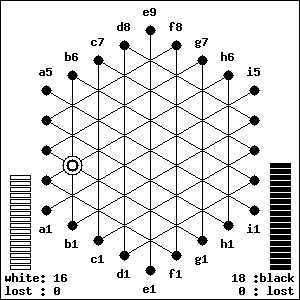 e9
d8 f8
c7 g7
b6 h6
a5 i5
a1 i1
b1 h1
c1 g1
d1 f1
e1
white: 16 18 :black
lost : 0 0 : lost